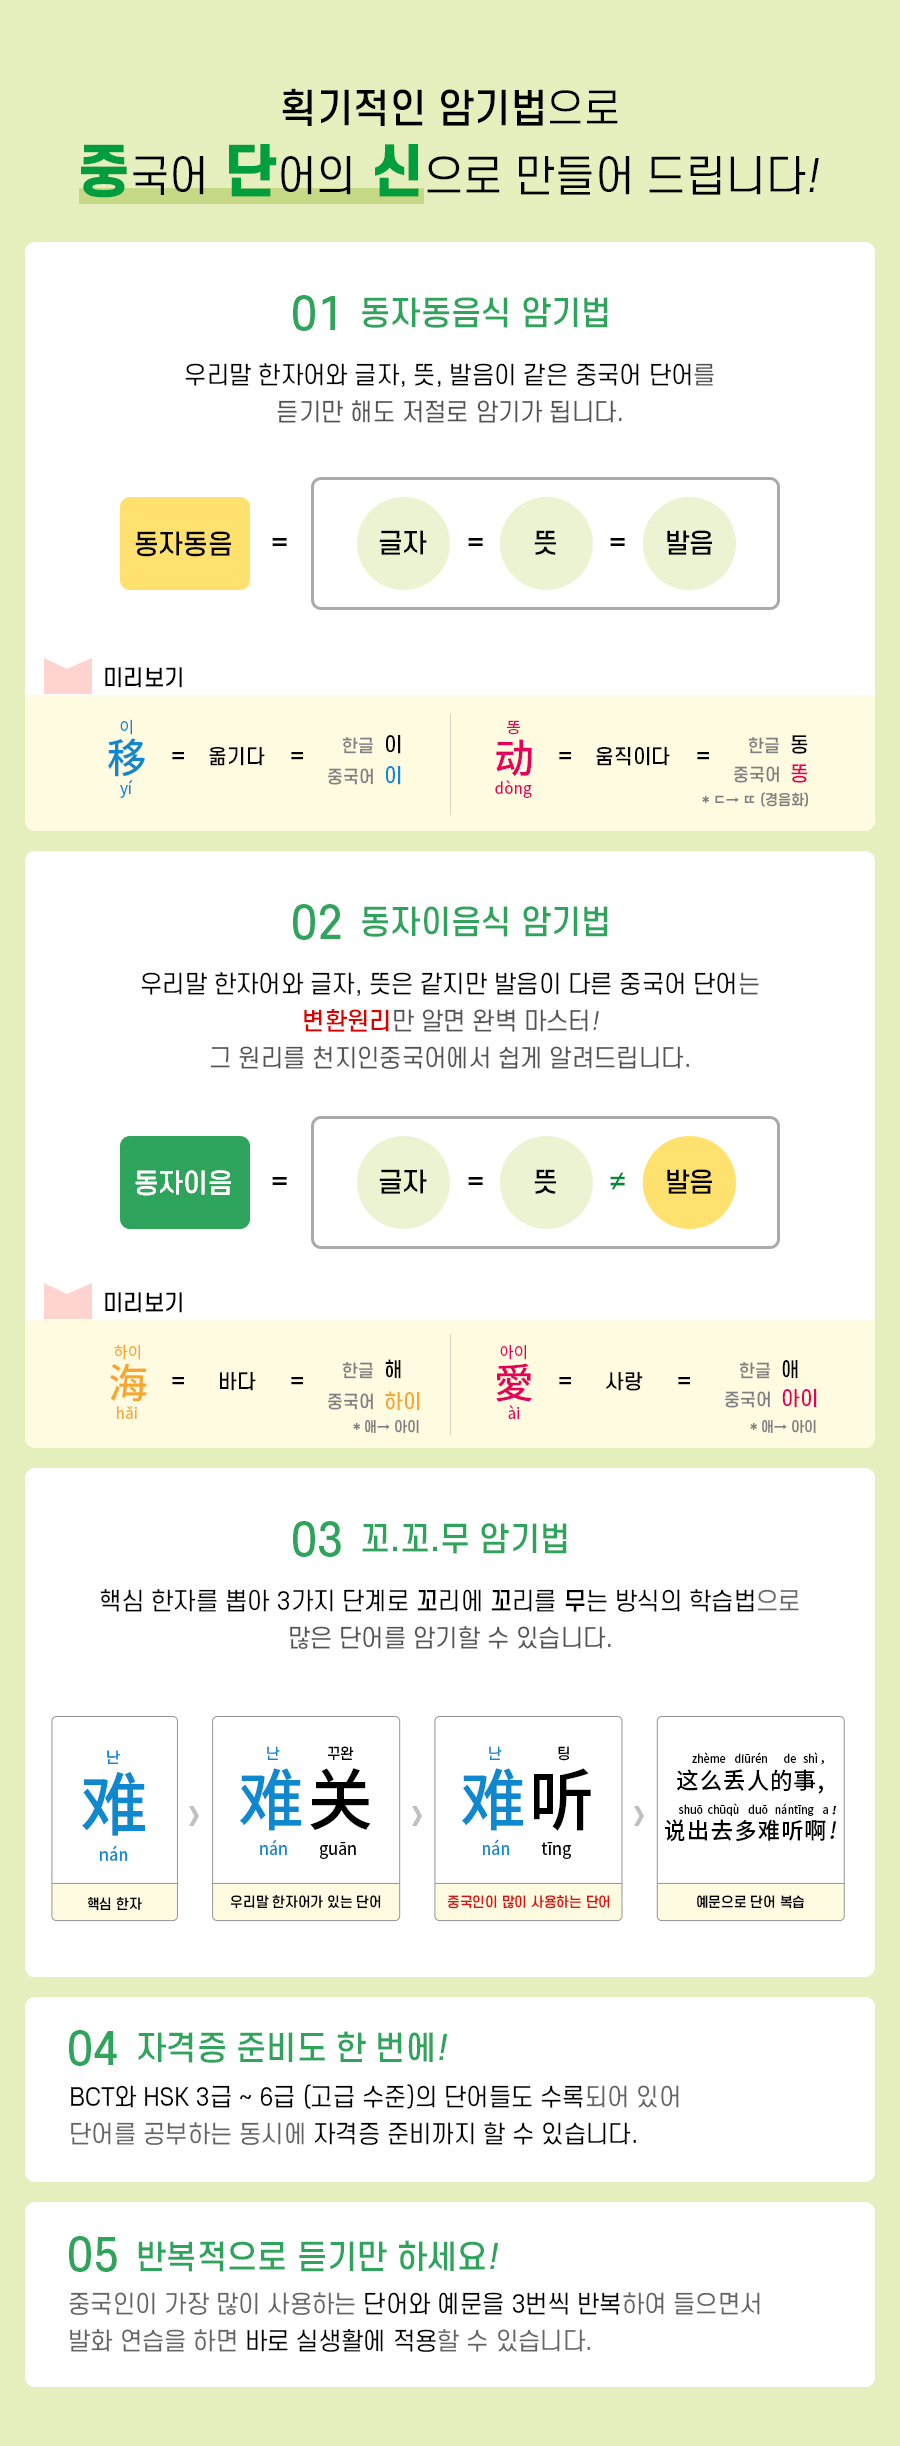 획기적인 암기법으로
중국어 단어의 신으로 만들어 드립니다!
01 동자동음식 암기법
우리말 한자어와 글자, 뜻, 발음이 같은 중국어 단어를
듣기만 해도 저절로 암기가 됩니다.
동자동음 = 글자 = 뜻 = 발음
미리보기
이
移 = 옮기다 = 한글 이
중국어 이
yí
똥
动 = 움직이다 = 한글 동
중국어 똥
dòng
* ㄷ→ ㄸ (경음화)
02 동자이음식 암기법
우리말 한자어와 글자, 뜻은 같지만 발음이 다른 중국어 단어는
변환원리만 알면 완벽 마스터!
그 원리를 천지인중국어에서 쉽게 알려드립니다.
동자이음 = 글자 = 뜻 ≠ 발음
미리보기
하이
海 = 바다 = 한글 해
중국어 하이
hǎi
* 애→ 아이
아이
愛 = 사랑 = 한글 애
중국어 아이
ài
* 애→ 아이
03 꼬.꼬.무 암기법
핵심 한자를 뽑아 3가지 단계로 꼬리에 꼬리를 무는 방식의 학습법으로
많은 단어를 암기할 수 있습니다.
난
难
nán
핵심 한자
›
난 꾸완
难关
nán guān
우리말 한자어가 있는 단어
›
난 팅
难听
nán tīng
중국인이 많이 사용하는 단어
›
zhème diūrén de shì ,
这么丢人的事,
shuō chūqù duō nántīng a !
说出去多难听啊!
예문으로 단어 복습
04 자격증 준비도 한 번에!
BCT와 HSK 3급 ~ 6급 (고급 수준)의 단어들도 수록되어 있어
단어를 공부하는 동시에 자격증 준비까지 할 수 있습니다.
05 반복적으로 듣기만 하세요!
중국인이 가장 많이 사용하는 단어와 예문을 3번씩 반복하여 들으면서
발화 연습을 하면 바로 실생활에 적용할 수 있습니다.